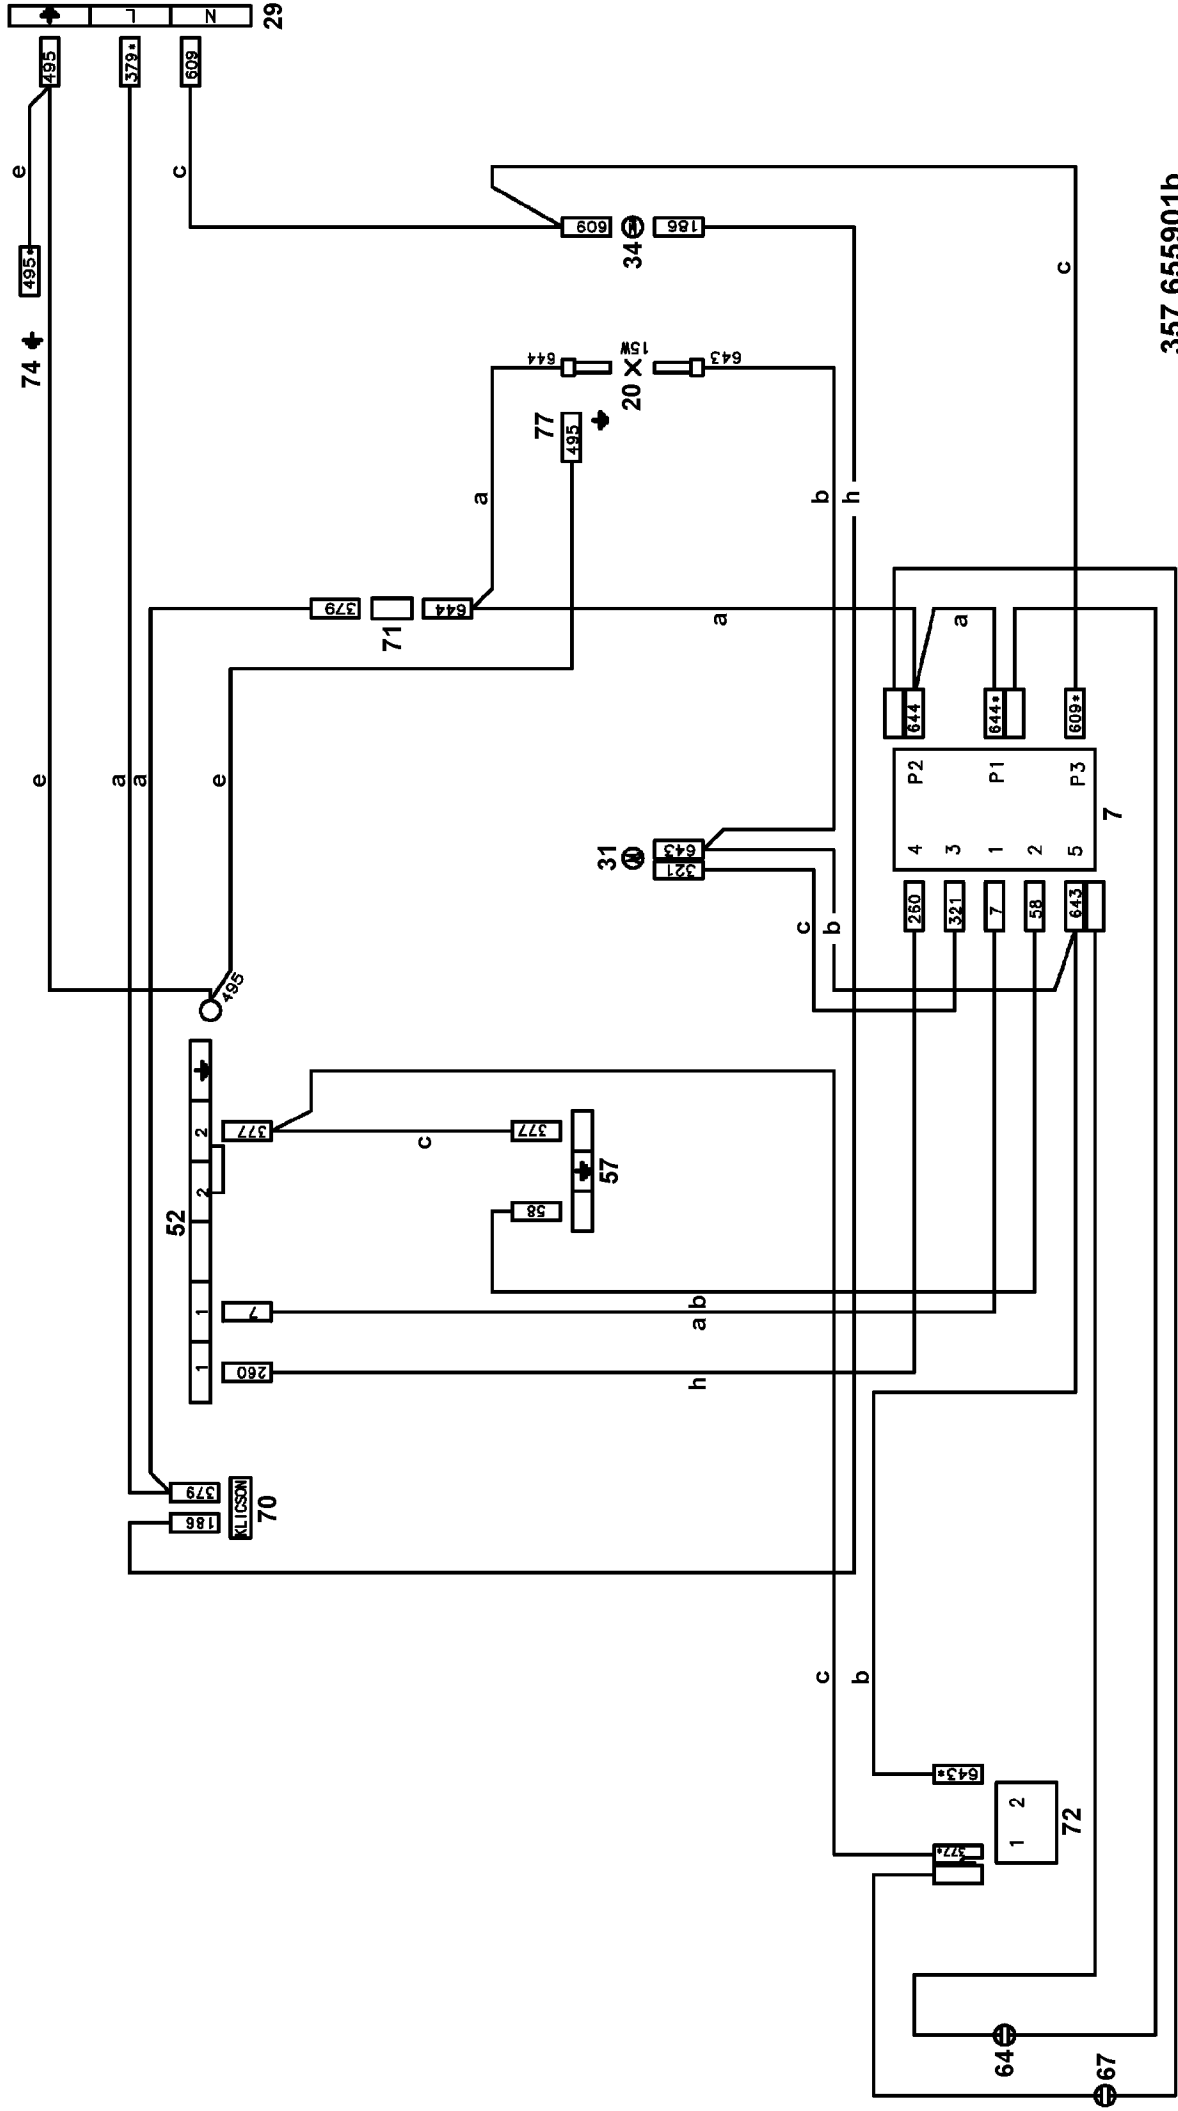 N
L
29
495
379*
609
e
495*
74
c
609
34
186
c
357 655901b
644
15W
20
643
77
495
a
b
h
379
71
644
a
a
e
a
a
e
644
644*
609*
P2
P1
P3
4
3
1
2
5
7
31
643
321
c
b
260
321
7
58
643
495
2
2
1
1
52
377
c
377
57
58
7
260
b
a
h
379
186
KLICSON
70
c
b
643*
377*
1
2
72
64
67